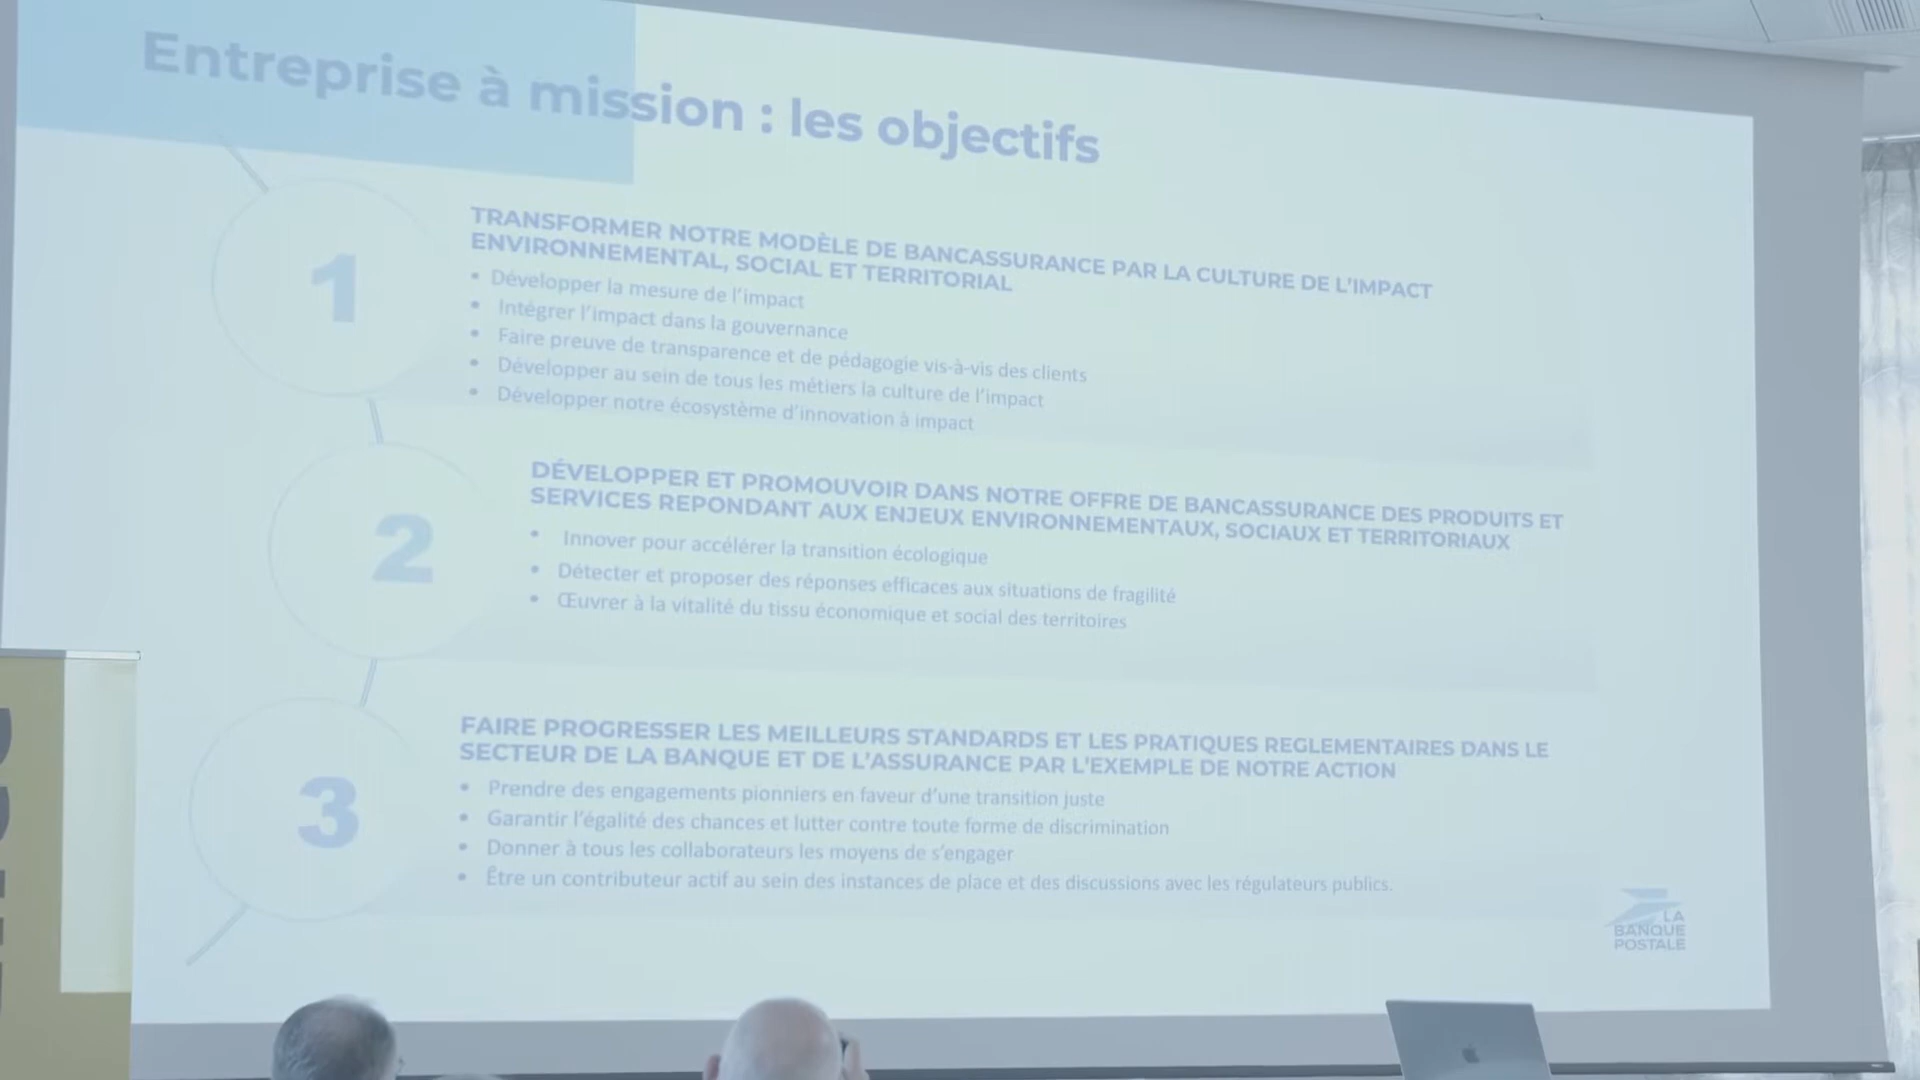 Entreprise à mission : les objectifs
1
TRANSFORMER NOTRE MODÈLE DE BANCASSURANCE PAR LA CULTURE DE L'IMPACT
ENVIRONNEMENTAL, SOCIAL ET TERRITORIAL
• Développer la mesure de l'impact
• Intégrer l'impact dans la gouvernance
• Faire preuve de transparence et de pédagogie vis-à-vis des clients
• Développer au sein de tous les métiers la culture de l'impact
• Développer notre écosystème d'innovation à impact
2
DÉVELOPPER ET PROMOUVOIR DANS NOTRE OFFRE DE BANCASSURANCE DES PRODUITS ET
SERVICES REPONDANT AUX ENJEUX ENVIRONNEMENTAUX, SOCIAUX ET TERRITORIAUX
• Innover pour accélérer la transition écologique
• Détecter et proposer des réponses efficaces aux situations de fragilité
• Œuvrer à la vitalité du tissu économique et social des territoires
3
FAIRE PROGRESSER LES MEILLEURS STANDARDS ET LES PRATIQUES REGLEMENTAIRES DANS LE
SECTEUR DE LA BANQUE ET DE L'ASSURANCE PAR L'EXEMPLE DE NOTRE ACTION
• Prendre des engagements pionniers en faveur d'une transition juste
• Garantir l'égalité des chances et lutter contre toute forme de discrimination
• Donner à tous les collaborateurs les moyens de s'engager
• Être un contributeur actif au sein des instances de place et des discussions avec les régulateurs publics.
LA
BANQUE
POSTALE